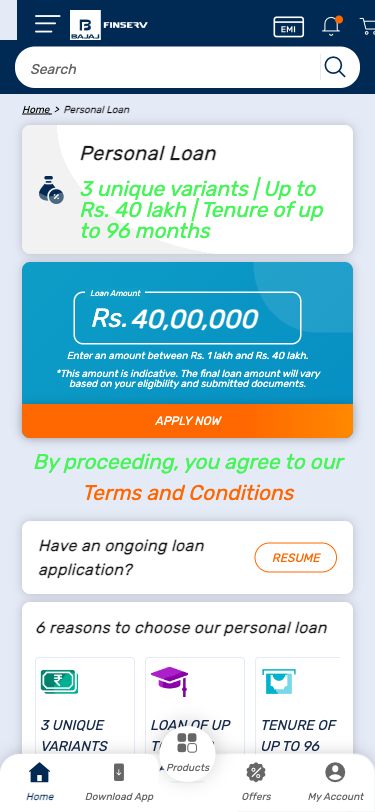 BAJAJ FINSERV
EMI
Search
Home > Personal Loan
Personal Loan
3 unique variants | Up to
Rs. 40 lakh | Tenure of up
to 96 months
Loan Amount
Rs. 40,00,000
Enter an amount between Rs. 1 lakh and Rs. 40 lakh.
*This amount is indicative. The final loan amount will vary
based on your eligibility and submitted documents.
APPLY NOW
By proceeding, you agree to our
Terms and Conditions
Have an ongoing loan
application?
RESUME
6 reasons to choose our personal loan
3 UNIQUE
VARIANTS
LOAN OF UP
TENURE OF
UP TO 96
Home
Download App
Products
Offers
My Account